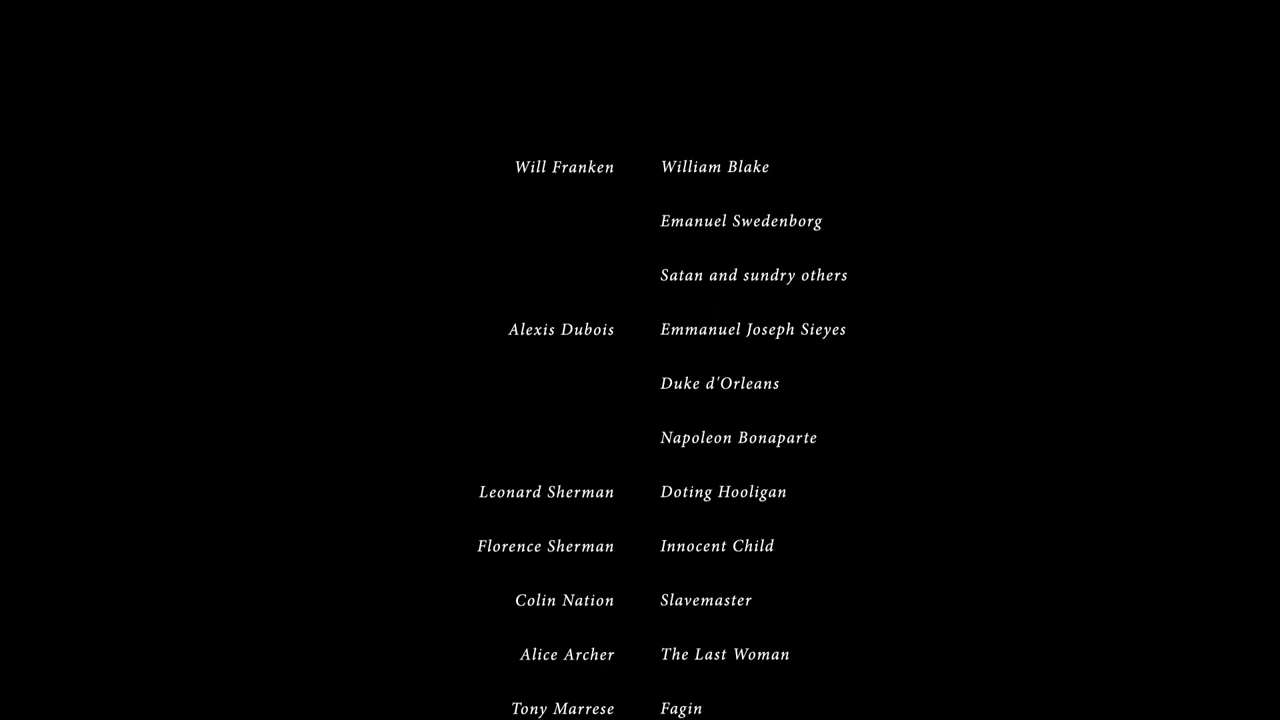 Will Franken William Blake
Emanuel Swedenborg
Satan and sundry others
Alexis Dubois Emmanuel Joseph Sieyes
Duke d'Orleans
Napoleon Bonaparte
Leonard Sherman Doting Hooligan
Florence Sherman Innocent Child
Colin Nation Slavemaster
Alice Archer The Last Woman
Tony Marrese Fagin